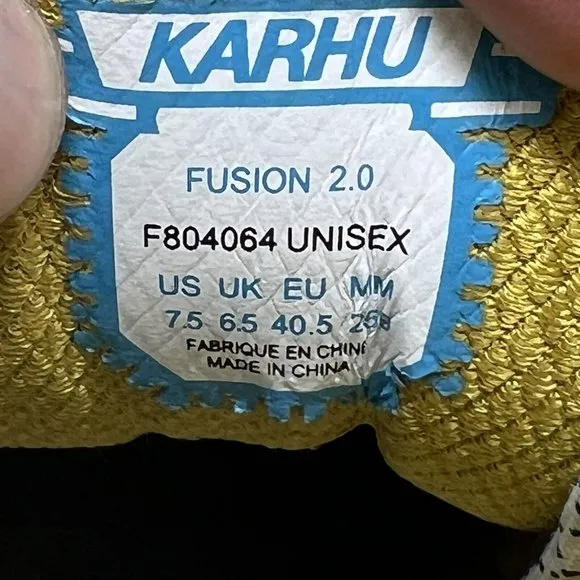 KARHU
FUSION 2.0
F804064 UNISEX
US UK EU MM
7.5 6.5 40.5
FABRIQUE EN CHINE
MADE IN CHINA